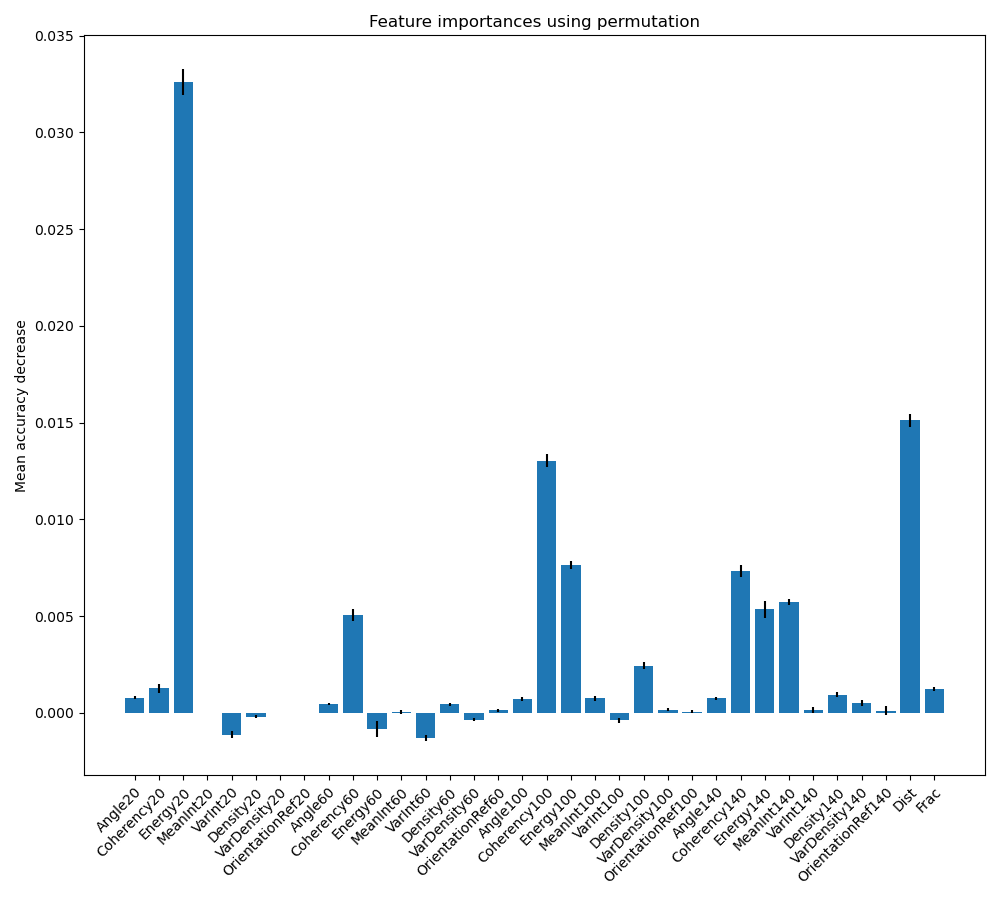 Feature importances using permutation
Mean accuracy decrease
0.035
0.030
0.025
0.020
0.015
0.010
0.005
0.000
Angle20
Coherency20
Energy20
MeanInt20
VarInt20
Density20
VarDensity20
OrientationRef20
Angle60
Coherency60
Energy60
MeanInt60
VarInt60
Density60
VarDensity60
OrientationRef60
Angle100
Coherency100
Energy100
MeanInt100
VarInt100
Density100
VarDensity100
OrientationRef100
Angle140
Coherency140
Energy140
MeanInt140
VarInt140
Density140
VarDensity140
OrientationRef140
Dist
Frac